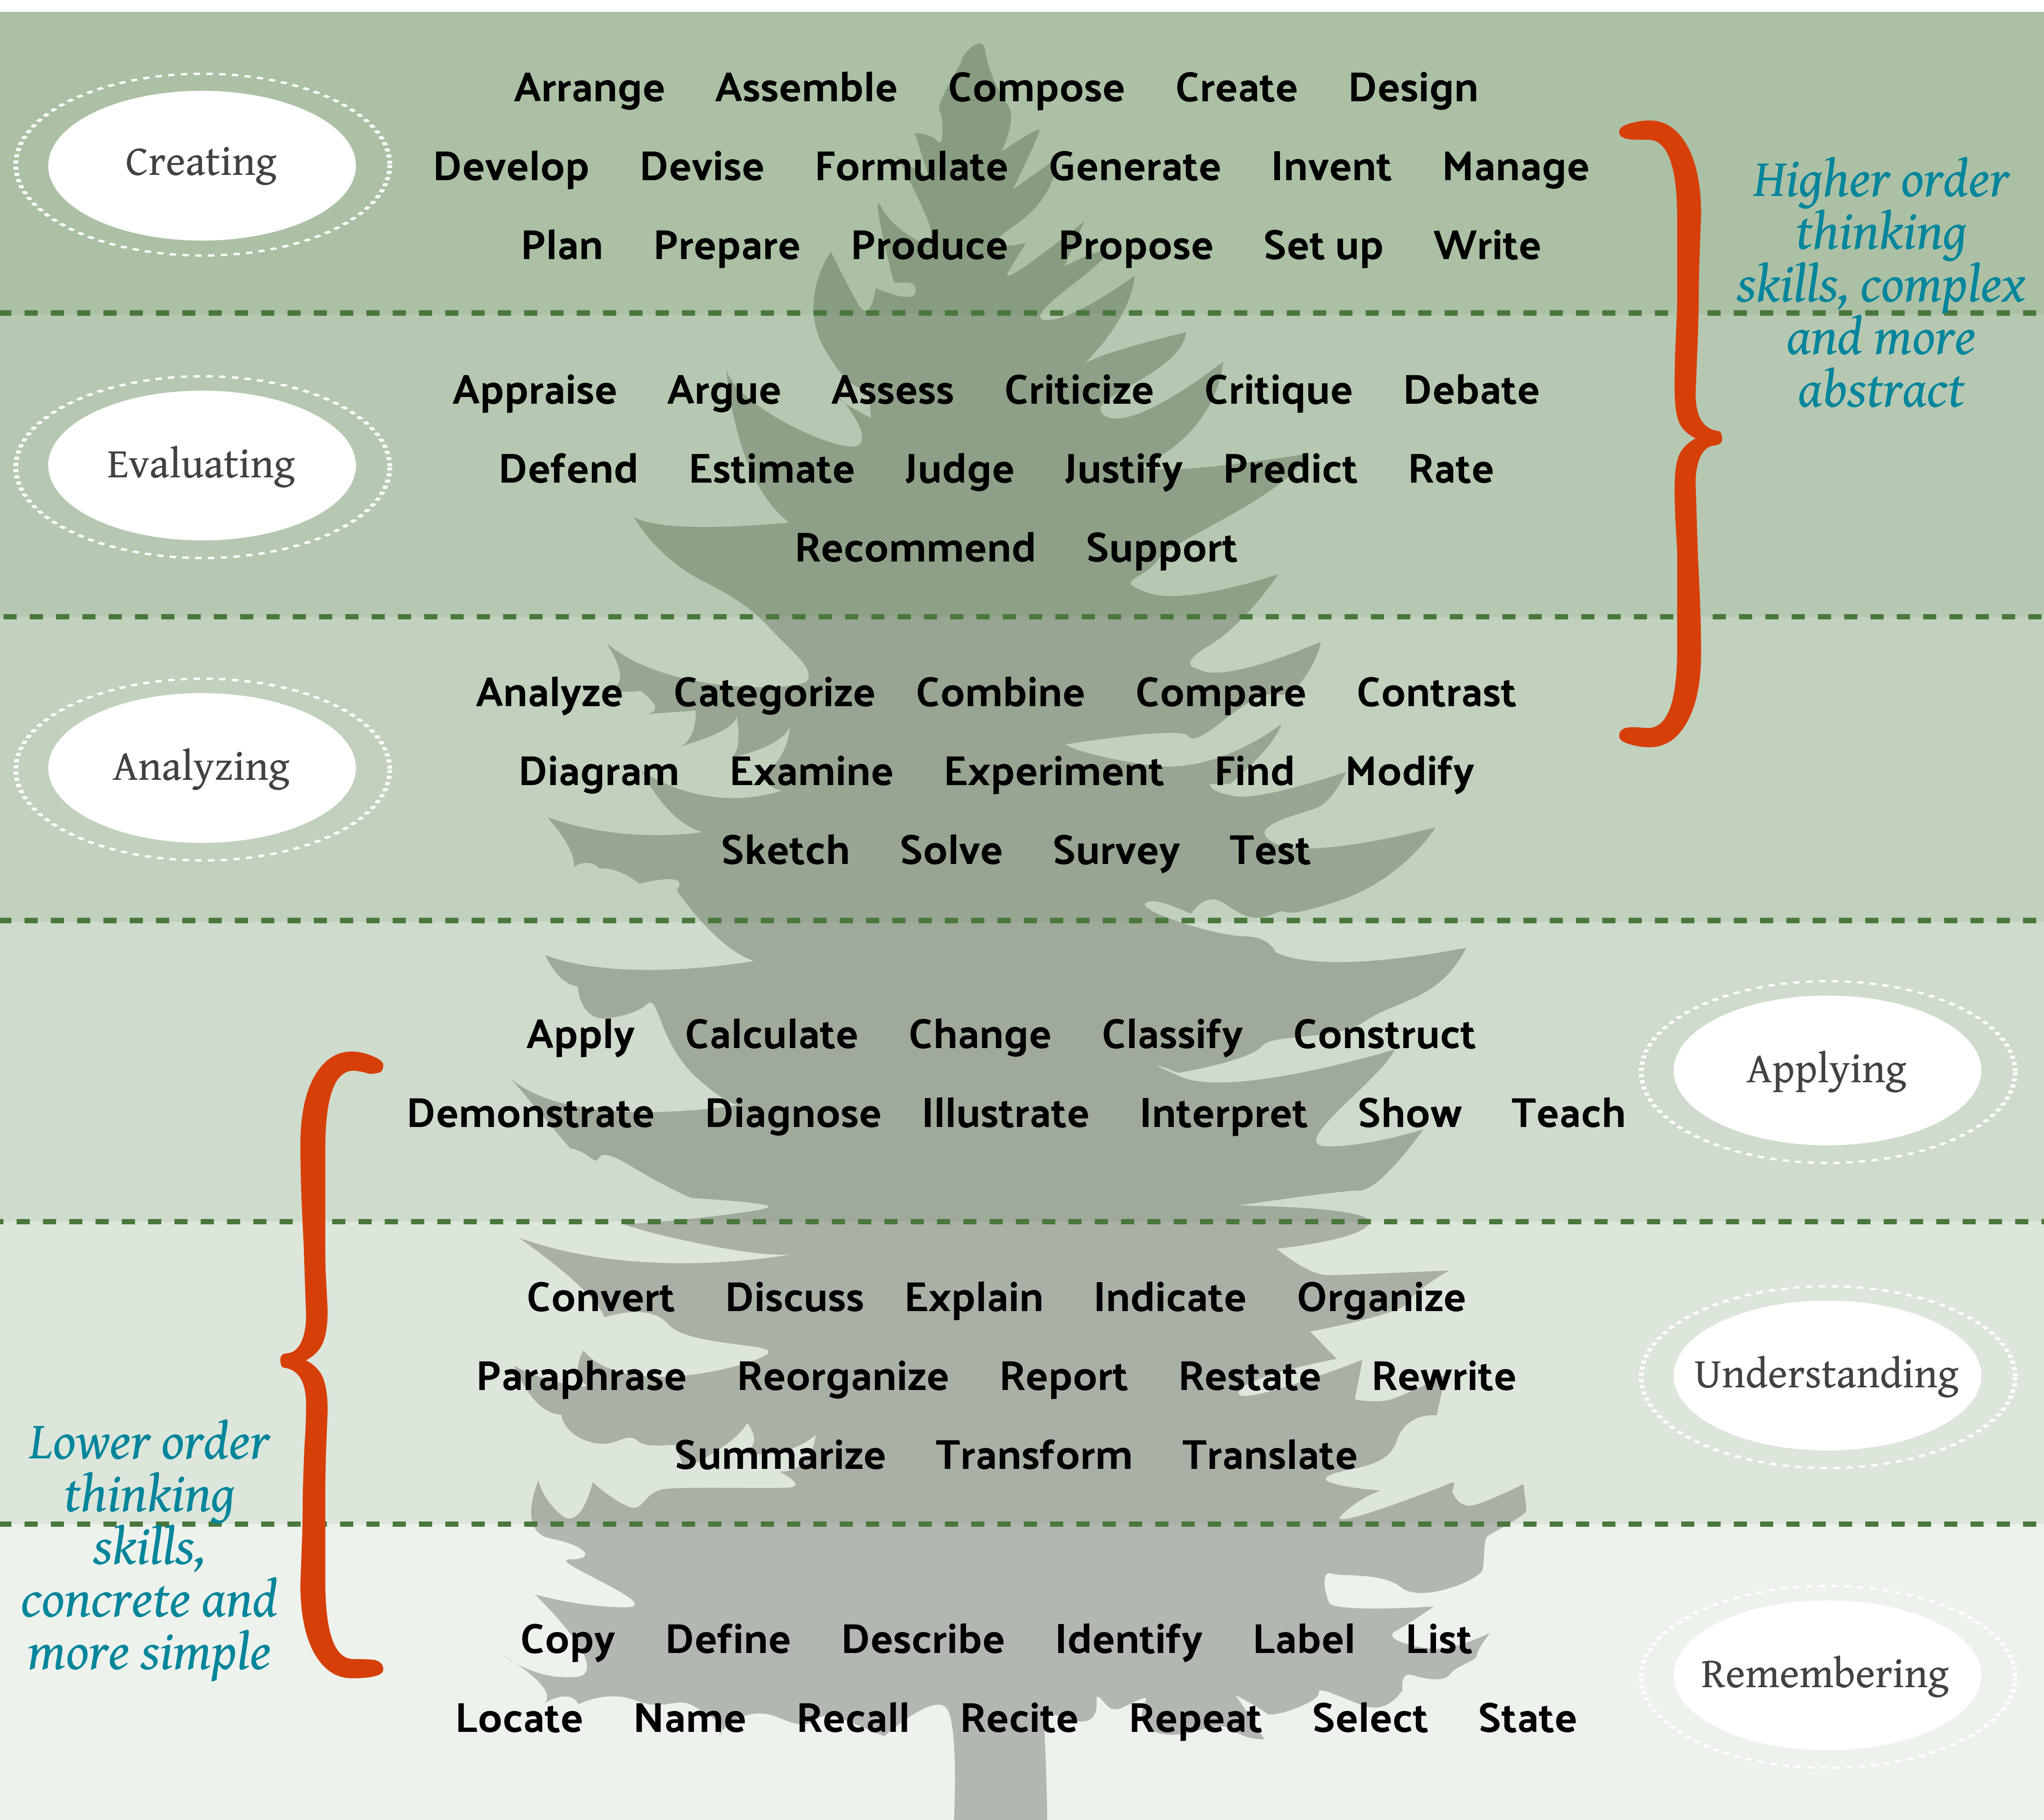 Creating
Arrange Assemble Compose Create Design
Develop Devise Formulate Generate Invent Manage
Plan Prepare Produce Propose Set up Write
Higher order
thinking
skills, complex
and more
abstract
Evaluating
Appraise Argue Assess Criticize Critique Debate
Defend Estimate Judge Justify Predict Rate
Recommend Support
Analyzing
Analyze Categorize Combine Compare Contrast
Diagram Examine Experiment Find Modify
Sketch Solve Survey Test
Apply Calculate Change Classify Construct
Demonstrate Diagnose Illustrate Interpret Show Teach
Applying
Convert Discuss Explain Indicate Organize
Paraphrase Reorganize Report Restate Rewrite
Summarize Transform Translate
Understanding
Lower order
thinking
skills,
concrete and
more simple
Copy Define Describe Identify Label List
Locate Name Recall Recite Repeat Select State
Remembering